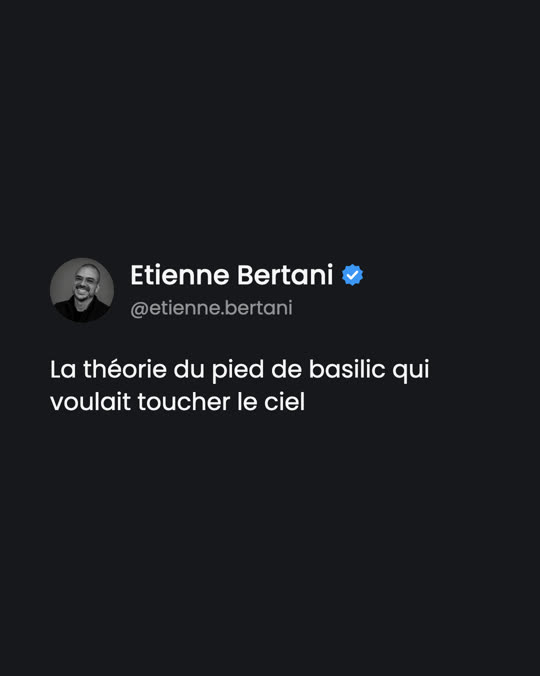 Etienne Bertani
@etienne.bertani
La théorie du pied de basilic qui
voulait toucher le ciel